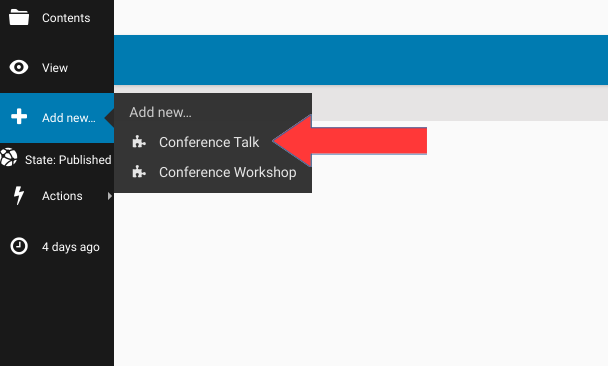 Contents
View
Add new...
Add new...
Conference Talk
Conference Workshop
State: Published
Actions
4 days ago